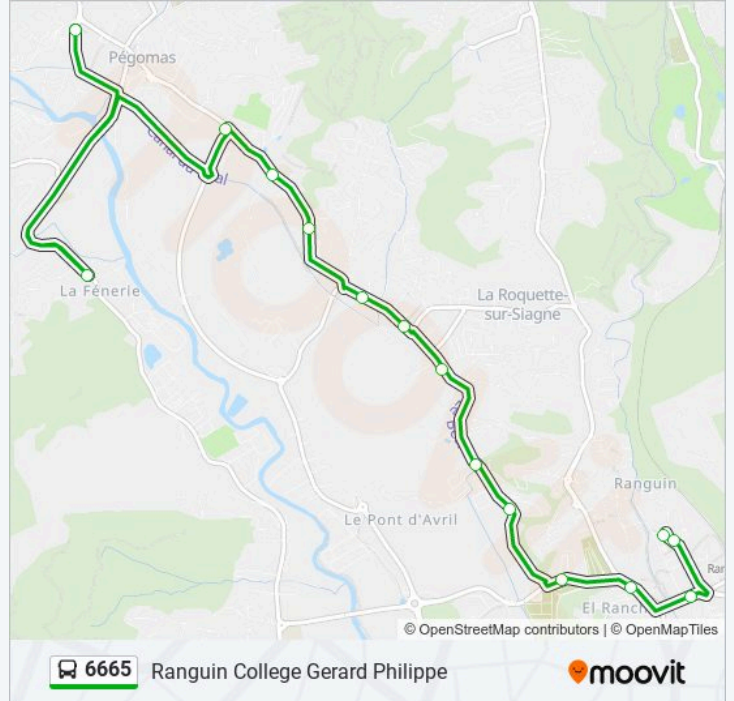 Pégomas
La Fénerie
La Roquette-
sur-Siagne
Ranguin
Le Pont d'Avril
El Ranch
© OpenStreetMap contributors | © OpenMapTiles
6665 Ranguin College Gerard Philippe
moovit